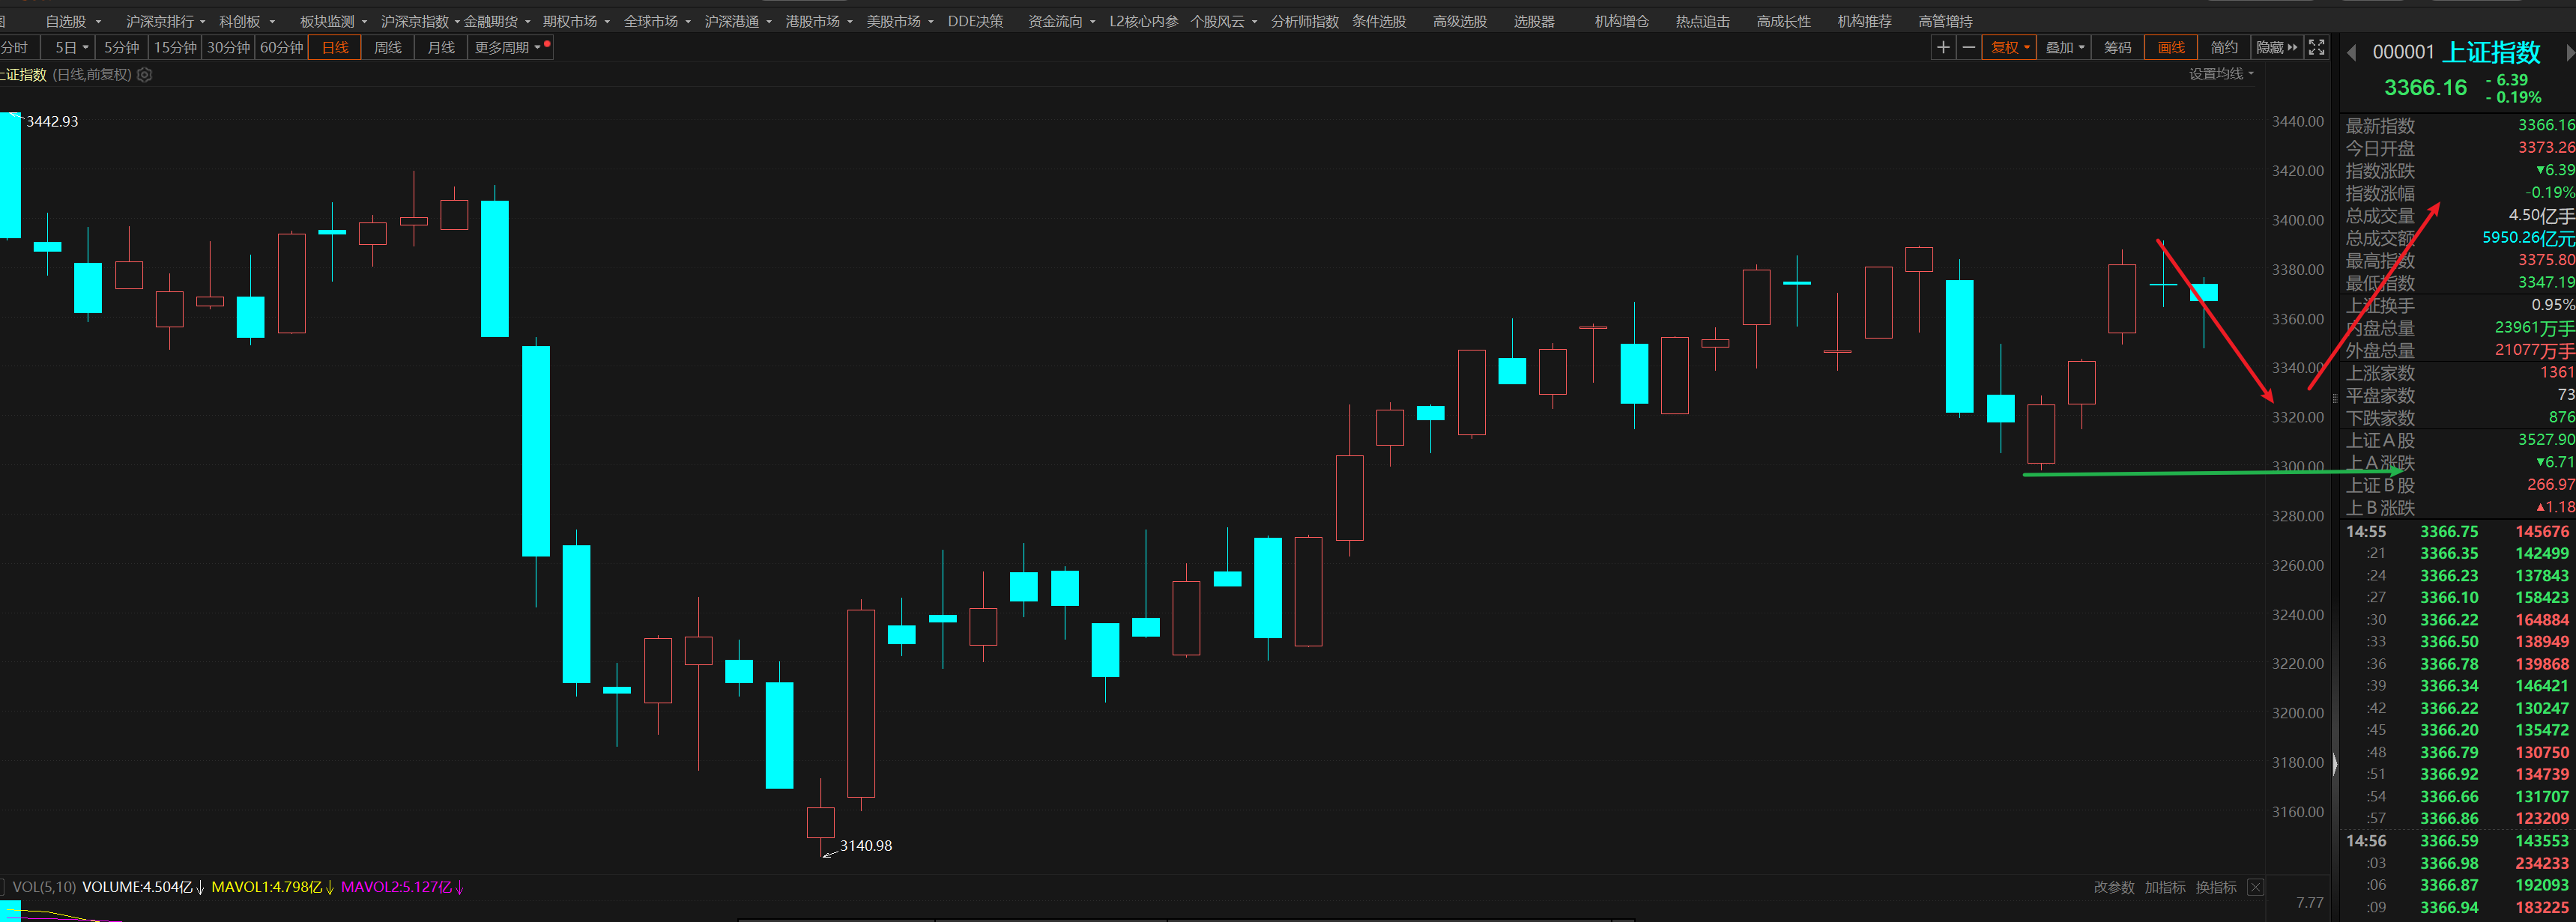 图 自选股 沪深京排行 科创板 板块监测 沪深京指数 金融期货 期权市场 全球市场 沪深港通 港股市场 美股市场 DDE决策 资金流向 L2核心内参 个股风云 分析师指数 条件选股 高级选股 选股器 机构增仓 热点追击 高成长性 机构推荐 高管增持
分时 5日 5分钟 15分钟 30分钟 60分钟 日线 周线 月线 更多周期 复权 叠加 筹码 画线 简约 隐藏
上证指数 (日线,前复权) 设置均线
3442.93
3140.98
3440.00
3420.00
3400.00
3380.00
3360.00
3340.00
3320.00
3300.00
3280.00
3260.00
3240.00
3220.00
3200.00
3180.00
3160.00
VOL(5,10) VOLUME:4.504亿↓ MAVOL1:4.798亿↓ MAVOL2:5.127亿↓ 改参数 加指标 换指标
7.77
000001 上证指数
3366.16 - 6.39
- 0.19%
最新指数 3366.16
今日开盘 3373.26
指数涨跌 ▼6.39
指数涨幅 -0.19%
总成交量 4.50亿手
总成交额 5950.26亿元
最高指数 3375.80
最低指数 3347.19
上证换手 0.95%
内盘总量 23961万手
外盘总量 21077万手
上涨家数 1361
平盘家数 73
下跌家数 876
上证A股 3527.90
上A涨跌 ▼6.71
上证B股 266.97
上B涨跌 ▲1.18
14:55 3366.75 145676
:21 3366.35 142499
:24 3366.23 137843
:27 3366.10 158423
:30 3366.22 164884
:33 3366.50 138949
:36 3366.78 139868
:39 3366.34 146421
:42 3366.22 130247
:45 3366.20 135472
:48 3366.79 130750
:51 3366.92 134739
:54 3366.66 131707
:57 3366.86 123209
14:56 3366.59 143553
:03 3366.98 234233
:06 3366.87 192093
:09 3366.94 183225